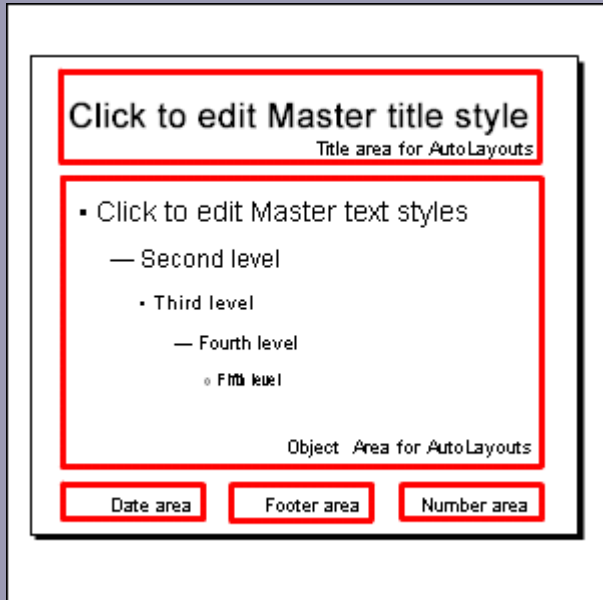 Click to edit Master title style
Title area for AutoLayouts
• Click to edit Master text styles
— Second level
• Third level
— Fourth level
○ Fifth level
Object Area for AutoLayouts
Date area
Footer area
Number area